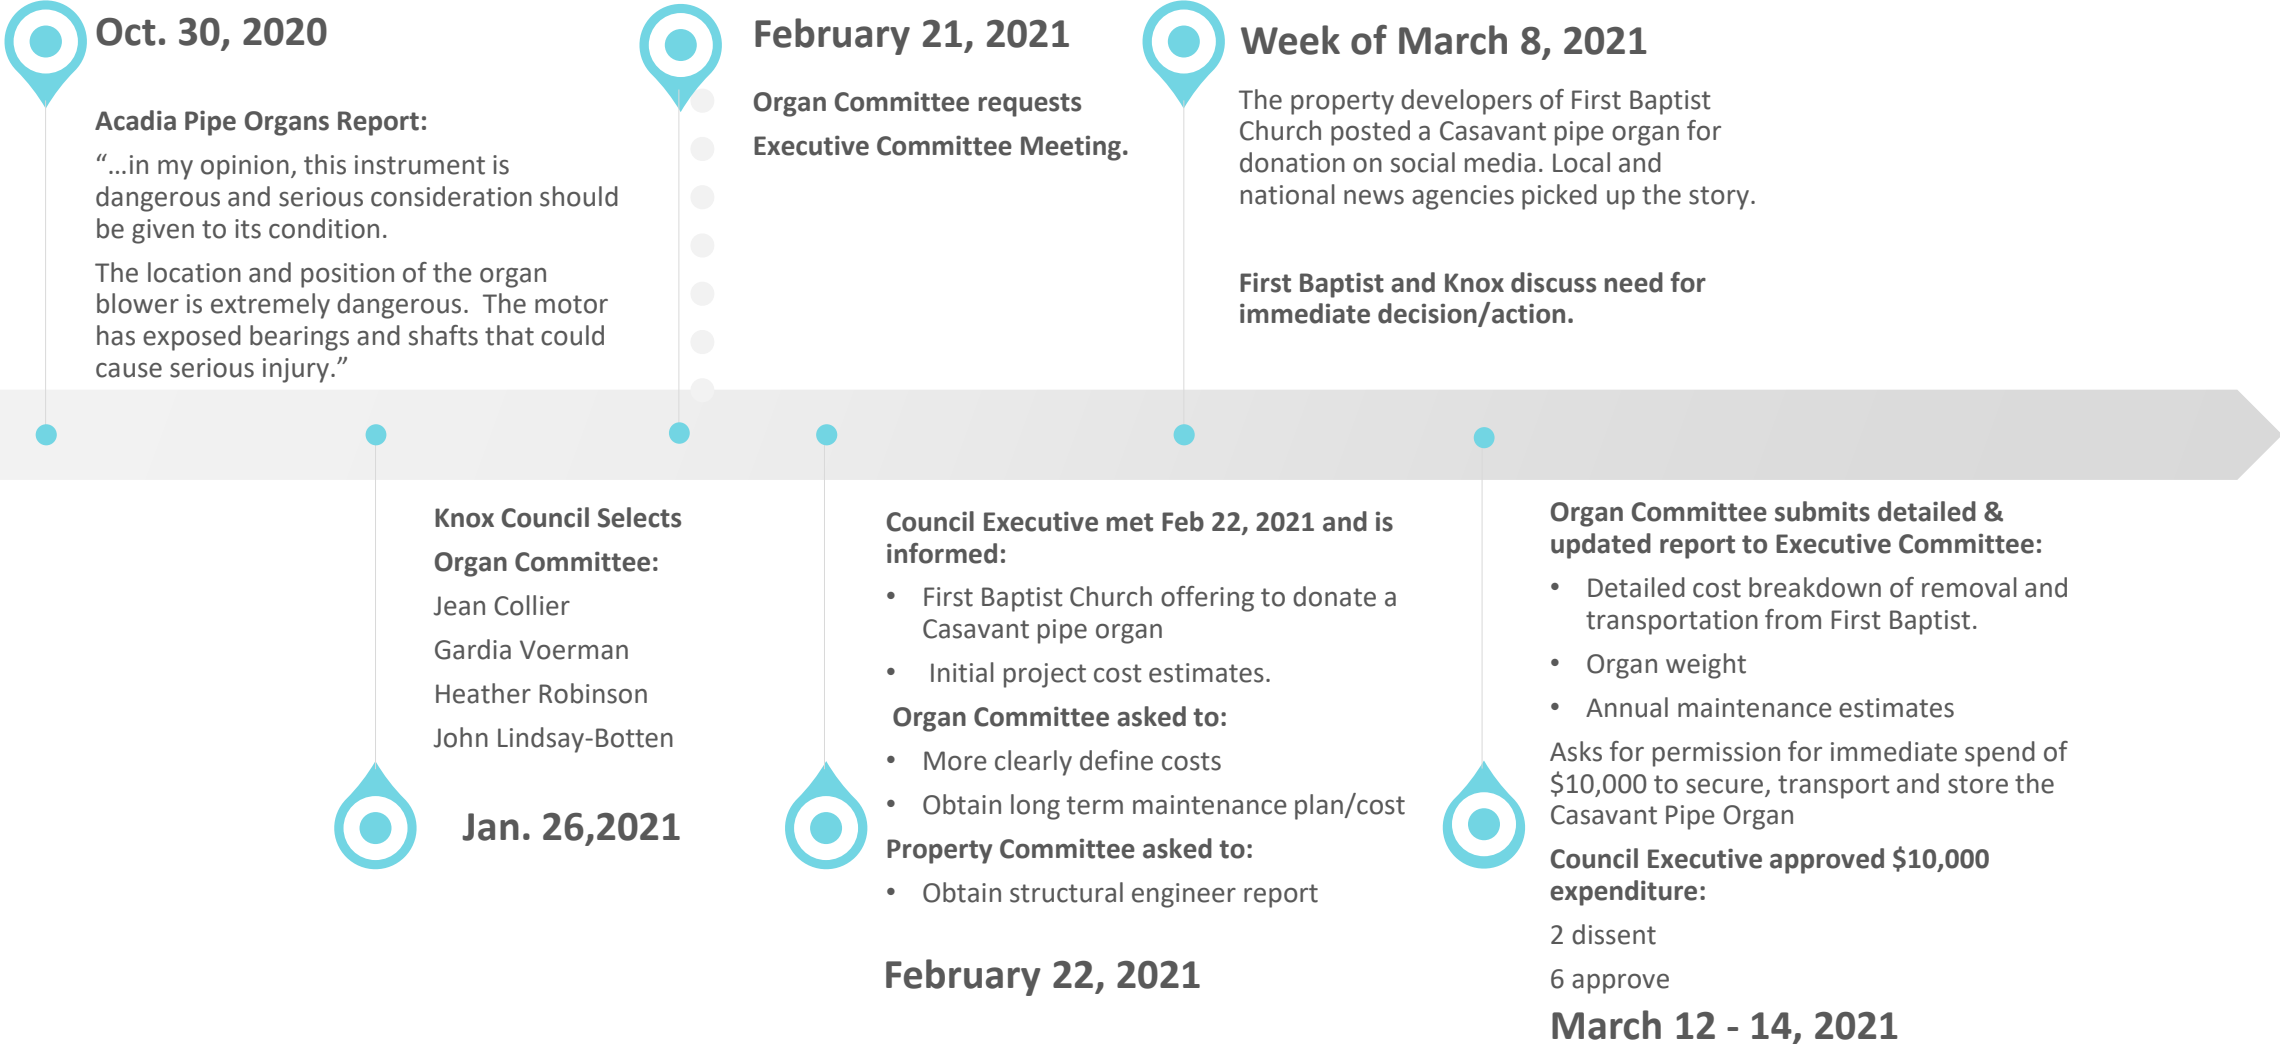 Oct. 30, 2020
Acadia Pipe Organs Report:
“…in my opinion, this instrument is
dangerous and serious consideration should
be given to its condition.
The location and position of the organ
blower is extremely dangerous.  The motor
has exposed bearings and shafts that could
cause serious injury.”
Knox Council Selects
Organ Committee:
Jean Collier
Gardia Voerman
Heather Robinson
John Lindsay-Botten
Jan. 26,2021
February 21, 2021
Organ Committee requests
Executive Committee Meeting.
Council Executive met Feb 22, 2021 and is
informed:
• First Baptist Church offering to donate a
Casavant pipe organ
• Initial project cost estimates.
Organ Committee asked to:
• More clearly define costs
• Obtain long term maintenance plan/cost
Property Committee asked to:
• Obtain structural engineer report
February 22, 2021
Week of March 8, 2021
The property developers of First Baptist
Church posted a Casavant pipe organ for
donation on social media. Local and
national news agencies picked up the story.
First Baptist and Knox discuss need for
immediate decision/action.
Organ Committee submits detailed &
updated report to Executive Committee:
• Detailed cost breakdown of removal and
transportation from First Baptist.
• Organ weight
• Annual maintenance estimates
Asks for permission for immediate spend of
$10,000 to secure, transport and store the
Casavant Pipe Organ
Council Executive approved $10,000
expenditure:
2 dissent
6 approve
March 12 - 14, 2021